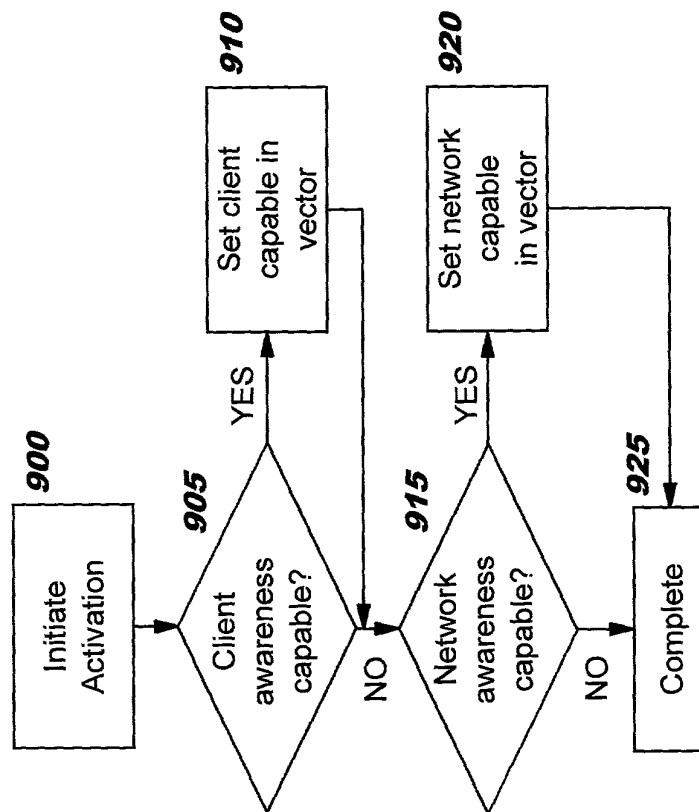 900
Initiate
Activation
905
Client
awareness
capable?
YES
910
Set client
capable in
vector
NO
915
Network
awareness
capable?
YES
920
Set network
capable
in vector
NO
925
Complete